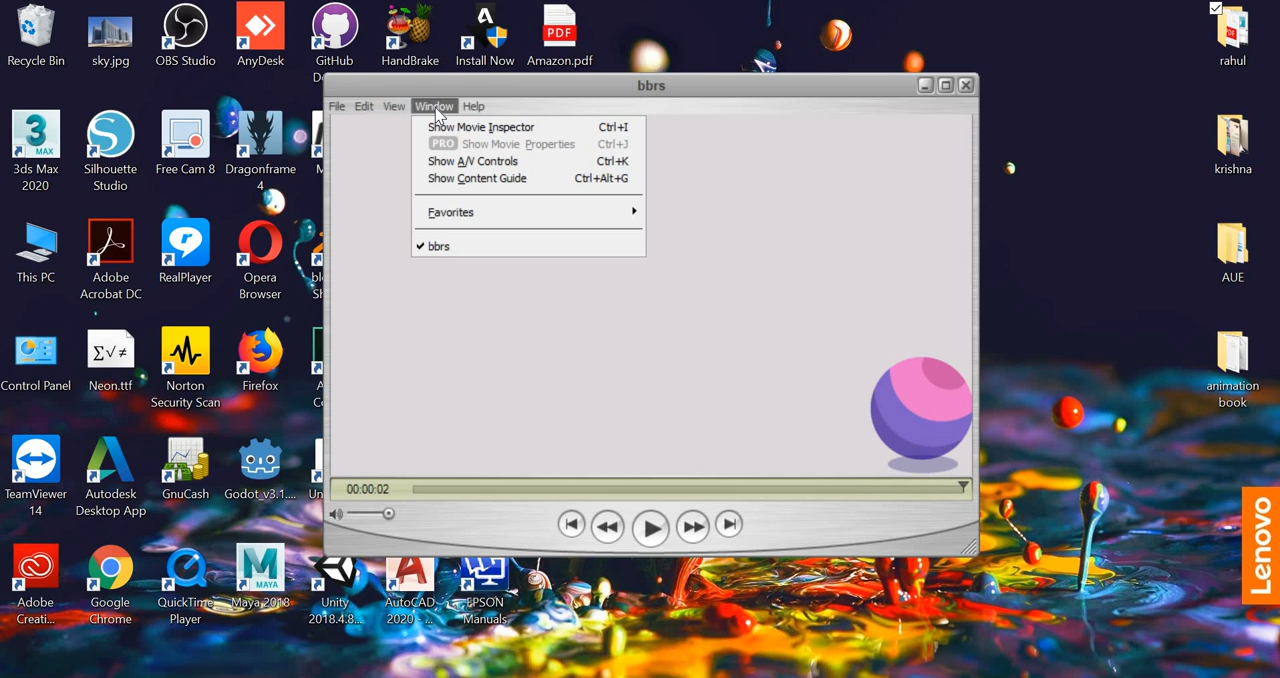 Recycle Bin
sky.jpg
OBS Studio
AnyDesk
GitHub
HandBrake
Install Now
PDF
Amazon.pdf
PDF
rahul
bbrs
File Edit View Window Help
Show Movie Inspector Ctrl+I
PRO Show Movie Properties Ctrl+J
Show A/V Controls Ctrl+K
Show Content Guide Ctrl+Alt+G
Favorites
bbrs
3
MAX
3ds Max
2020
Silhouette
Studio
Free Cam 8
Dragonframe
4
krishna
This PC
Adobe
Acrobat DC
RealPlayer
Opera
Browser
AUE
Control Panel
∑√≠
Neon.ttf
Norton
Security Scan
Firefox
animation
book
TeamViewer
14
Autodesk
Desktop App
GnuCash
Godot_v3.1....
00:00:02
Lenovo
Adobe
Creati...
Google
Chrome
QuickTime
Player
M
Maya 2018
Unity
2018.4.8...
AutoCAD
2020 - ...
EPSON
Manuals